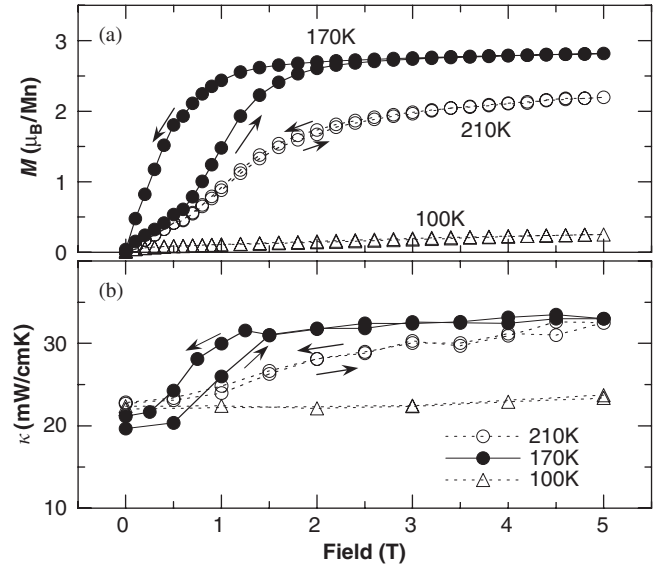 (a)
170K
210K
100K
M (μB/Mn)
3
2
1
0
(b)
κ (mW/cmK)
30
20
10
210K
170K
100K
0 1 2 3 4 5
Field (T)